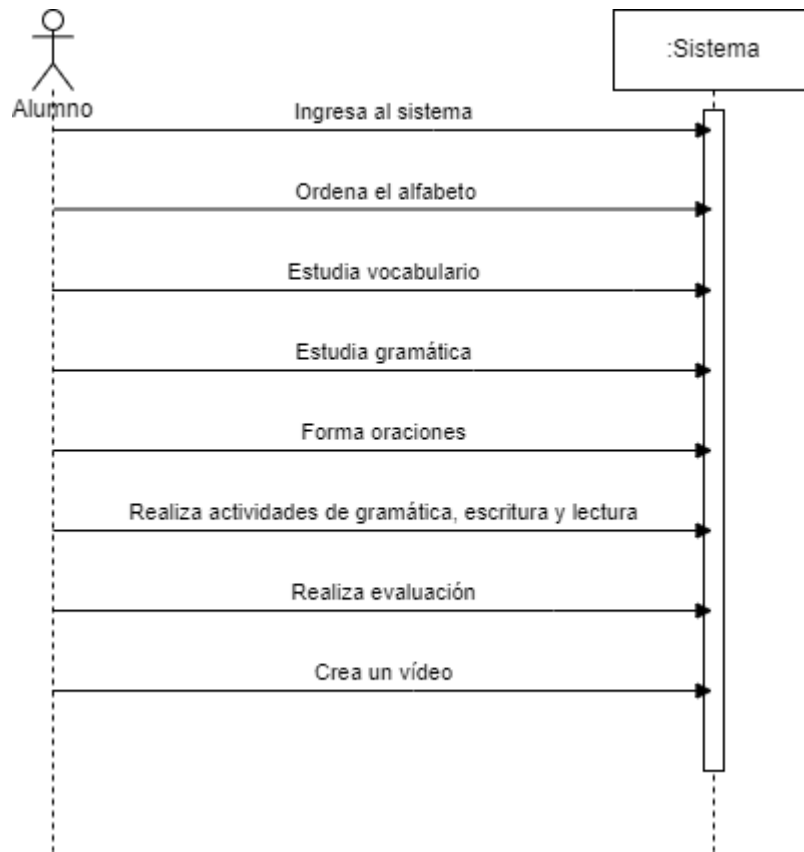 :Sistema
Alumno
Ingresa al sistema
Ordena el alfabeto
Estudia vocabulario
Estudia gramática
Forma oraciones
Realiza actividades de gramática, escritura y lectura
Realiza evaluación
Crea un vídeo